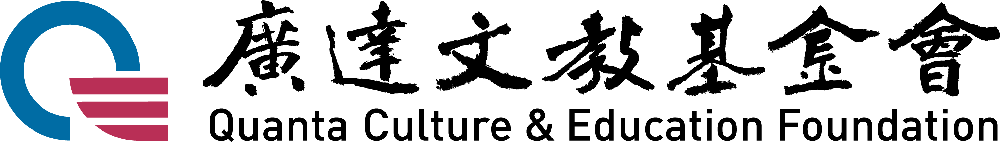 廣達文教基金會
Quanta Culture & Education Foundation